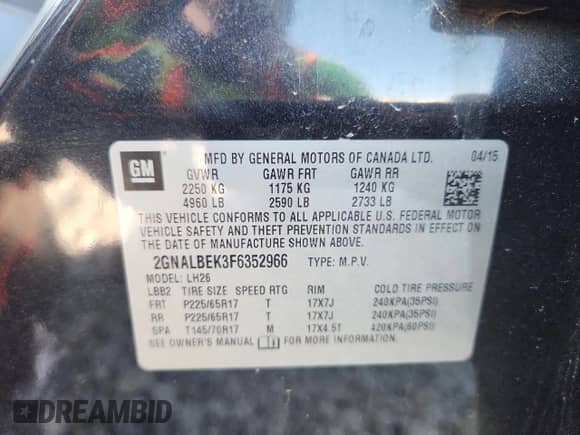 GM
MFD BY GENERAL MOTORS OF CANADA LTD. 04/15
GVWR GAWR FRT GAWR RR
2250 KG 1175 KG 1240 KG
4960 LB 2590 LB 2733 LB
THIS VEHICLE CONFORMS TO ALL APPLICABLE U.S. FEDERAL MOTOR
VEHICLE SAFETY AND THEFT PREVENTION STANDARDS IN EFFECT
ON THE DATE OF MANUFACTURE SHOWN ABOVE.
2GNALBEK3F6352966 TYPE: M.P.V.
MODEL: LH26
LBB2 TIRE SIZE SPEED RTG RIM COLD TIRE PRESSURE
FRT P225/65R17 T 17X7J 240KPA(35PSI)
RR P225/65R17 T 17X7J 240KPA(35PSI)
SPA T145/70R17 M 17X4.5T 420KPA(60PSI)
SEE OWNER'S MANUAL FOR MORE INFORMATION.
DREAMBID